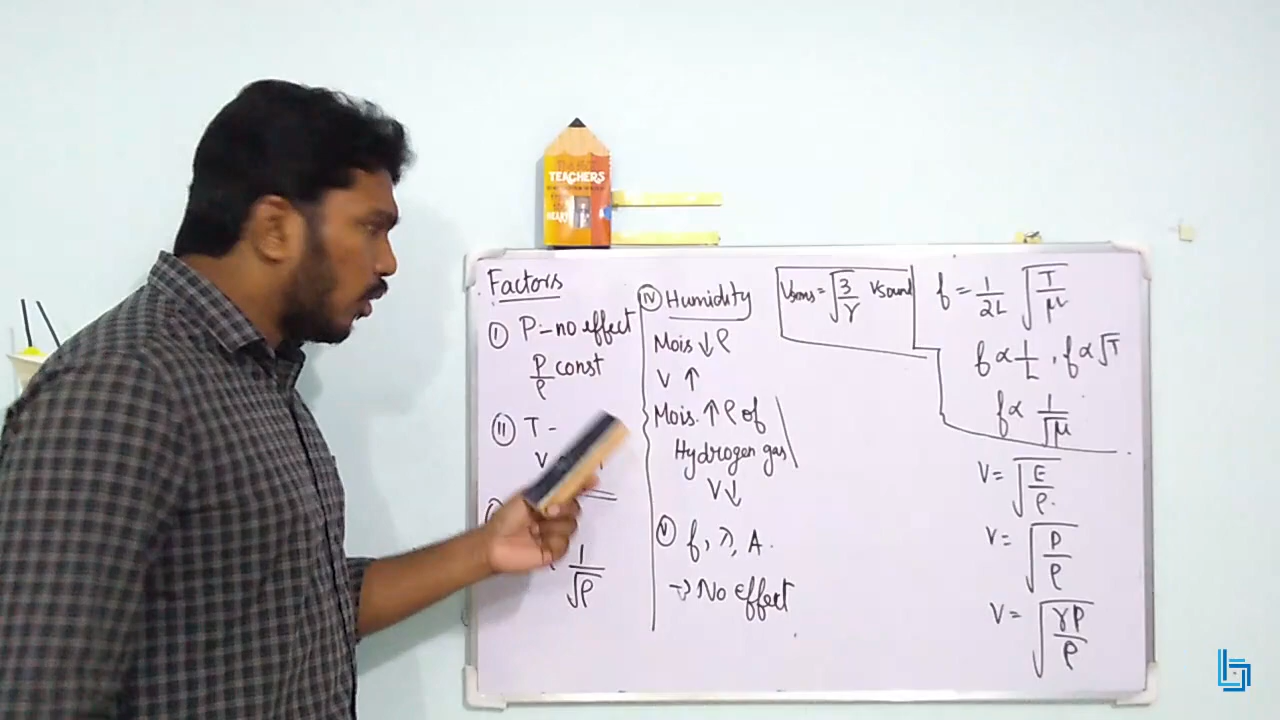 TEACHERS
HEART
Factors
I P - no effect
P/ρ const
II T -
V
1/√ρ
IV Humidity
Mois ↓ ρ
V ↑
Mois. ↑ ρ of
Hydrogen gas
V ↓
V f, λ, A.
→ No effect
Vrms = √(3/γ) Vsound
f = 1/2L √(T/μ)
f ∝ 1/L , f ∝ √T
f ∝ 1/√μ
V = √(E/ρ.)
V = √(P/ρ)
V = √(γP/ρ)